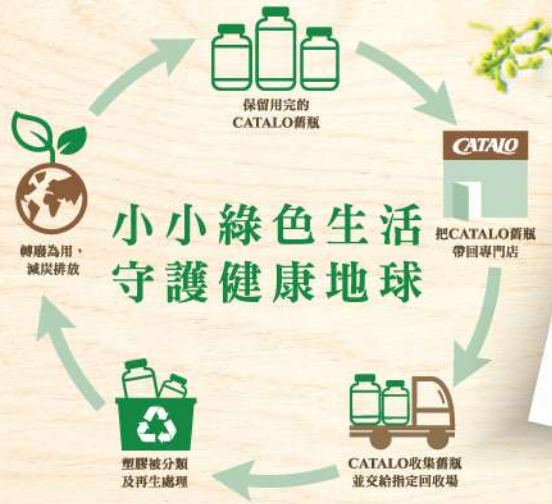 保留用完的
CATALO舊瓶
CATALO
把CATALO舊瓶
帶回專門店
小小綠色生活
守護健康地球
轉廢為用，
減炭排放
塑膠被分類
及再生處理
CATALO收集舊瓶
並交給指定回收場